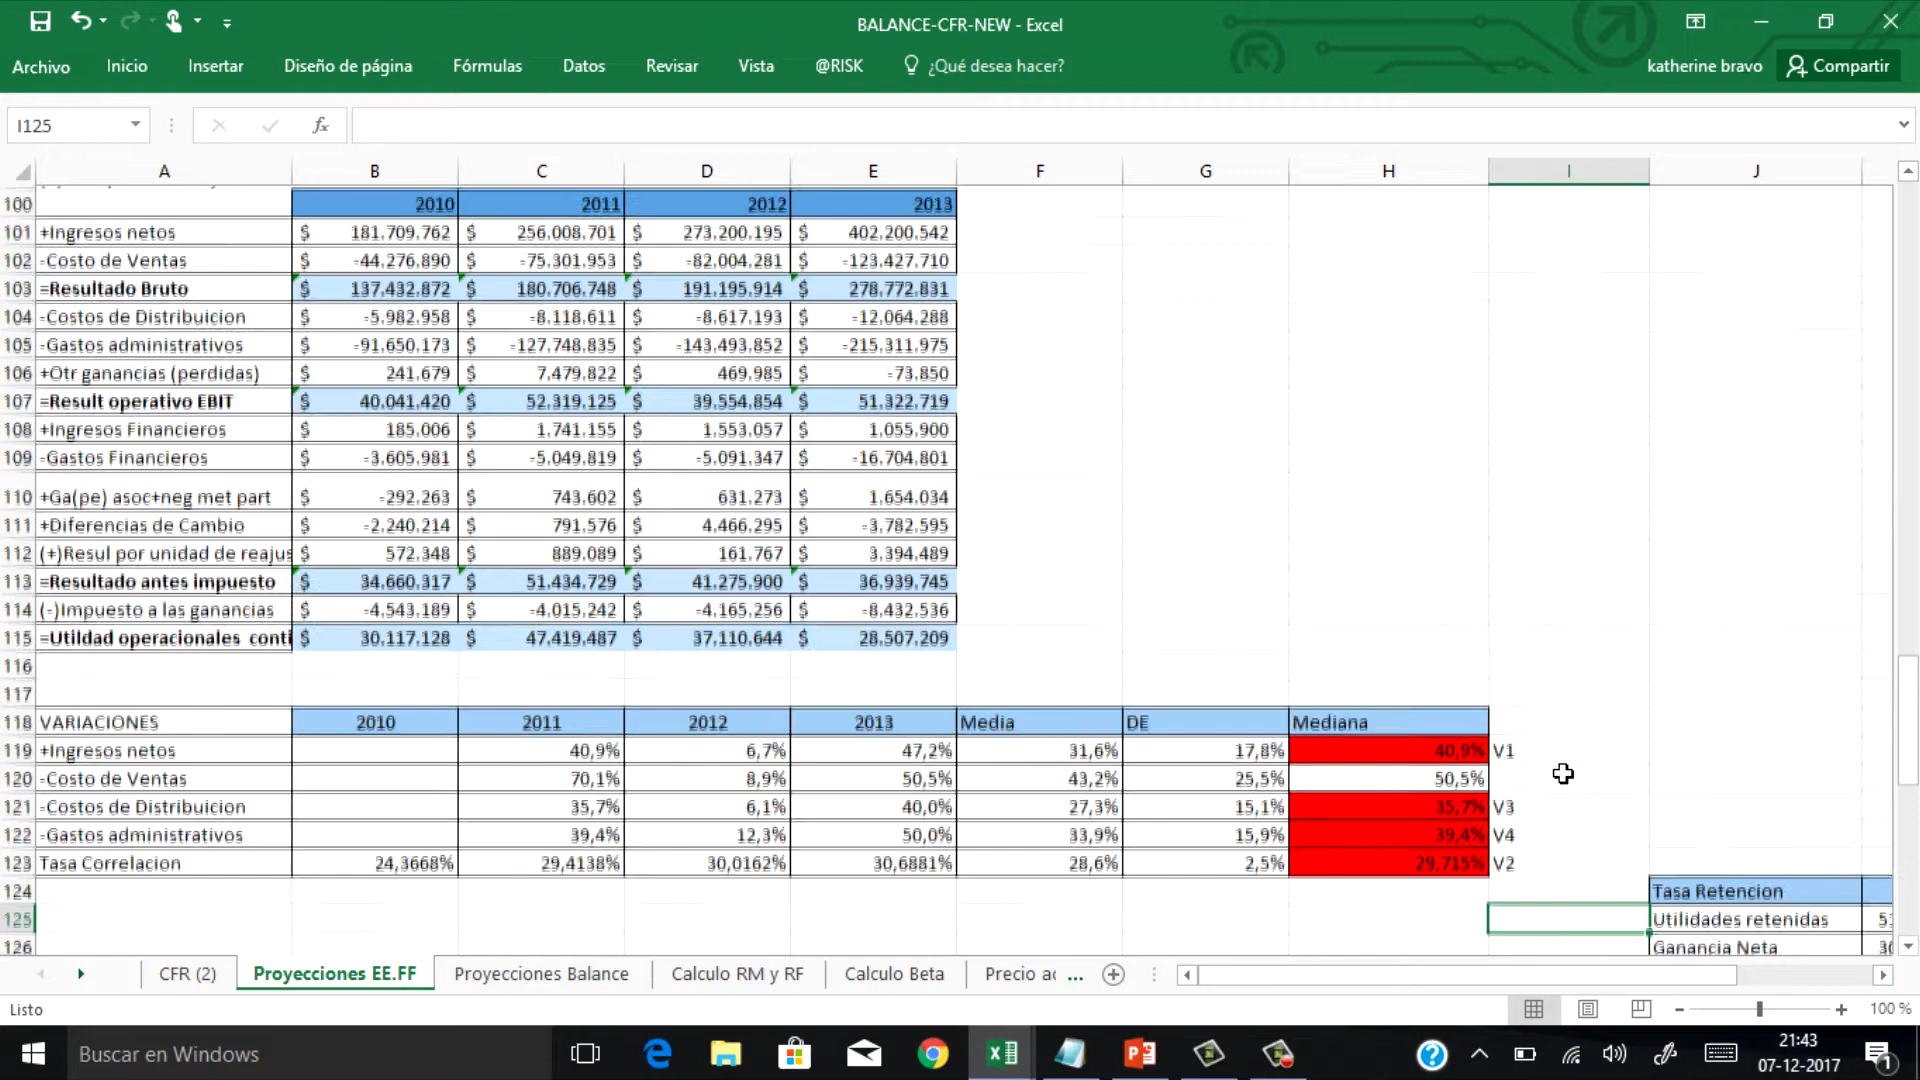 BALANCE-CFR-NEW - Excel
Archivo Inicio Insertar Diseño de página Fórmulas Datos Revisar Vista @RISK ¿Qué desea hacer? katherine bravo Compartir
I125 fx
A B C D E F G H I J
100 2010 2011 2012 2013
101 +Ingresos netos $ 181.709.762 $ 256.008.701 $ 273.200.195 $ 402.200.542
102 -Costo de Ventas $ -44.276.890 $ -75.301.953 $ -82.004.281 $ -123.427.710
103 =Resultado Bruto $ 137.432.872 $ 180.706.748 $ 191.195.914 $ 278.772.831
104 -Costos de Distribuicion $ -5.982.958 $ -8.118.611 $ -8.617.193 $ -12.064.288
105 -Gastos administrativos $ -91.650.173 $ -127.748.835 $ -143.493.852 $ -215.311.975
106 +Otr ganancias (perdidas) $ 241.679 $ 7.479.822 $ 469.985 $ -73.850
107 =Result operativo EBIT $ 40.041.420 $ 52.319.125 $ 39.554.854 $ 51.322.719
108 +Ingresos Financieros $ 185.006 $ 1.741.155 $ 1.553.057 $ 1.055.900
109 -Gastos Financieros $ -3.605.981 $ -5.049.819 $ -5.091.347 $ -16.704.801
110 +Ga(pe) asoc+neg met part $ -292.263 $ 743.602 $ 631.273 $ 1.654.034
111 +Diferencias de Cambio $ -2.240.214 $ 791.576 $ 4.466.295 $ -3.782.595
112 (+)Resul por unidad de reajus $ 572.348 $ 889.089 $ 161.767 $ 3.394.489
113 =Resultado antes impuesto $ 34.660.317 $ 51.434.729 $ 41.275.900 $ 36.939.745
114 (-)Impuesto a las ganancias $ -4.543.189 $ -4.015.242 $ -4.165.256 $ -8.432.536
115 =Utildad operacionales conti $ 30.117.128 $ 47.419.487 $ 37.110.644 $ 28.507.209
116
117
118 VARIACIONES 2010 2011 2012 2013 Media DE Mediana
119 +Ingresos netos 40,9% 6,7% 47,2% 31,6% 17,8% 40,9% V1
120 -Costo de Ventas 70,1% 8,9% 50,5% 43,2% 25,5% 50,5%
121 -Costos de Distribuicion 35,7% 6,1% 40,0% 27,3% 15,1% 35,7% V3
122 -Gastos administrativos 39,4% 12,3% 50,0% 33,9% 15,9% 39,4% V4
123 Tasa Correlacion 24,3668% 29,4138% 30,0162% 30,6881% 28,6% 2,5% 29,715% V2
124 Tasa Retencion
125 Utilidades retenidas 51
126 Ganancia Neta 30
CFR (2) Proyecciones EE.FF Proyecciones Balance Calculo RM y RF Calculo Beta Precio ac ...
Listo 100 %
Buscar en Windows
21:43
07-12-2017
1